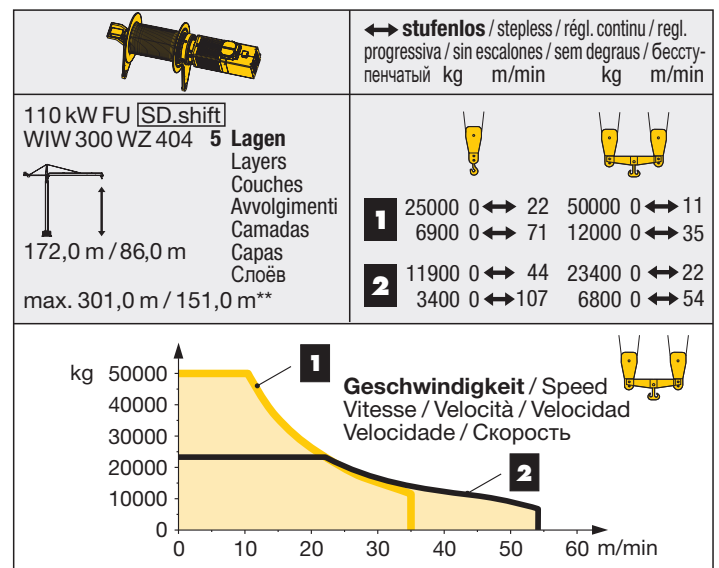 ↔ stufenlos / stepless / régl. continu / regl.
progressiva / sin escalones / sem degraus / бессту-
пенчатый kg m/min kg m/min
110 kW FU SD.shift
WIW 300 WZ 404 5 Lagen
Layers
Couches
Avvolgimenti
Camadas
Capas
Слоёв
172,0 m / 86,0 m
max. 301,0 m / 151,0 m**
1 25000 0 ↔ 22 50000 0 ↔ 11
6900 0 ↔ 71 12000 0 ↔ 35
2 11900 0 ↔ 44 23400 0 ↔ 22
3400 0 ↔ 107 6800 0 ↔ 54
kg 50000
40000
30000
20000
10000
0
1
Geschwindigkeit / Speed
Vitesse / Velocità / Velocidad
Velocidade / Скорость
2
0 10 20 30 40 50 60 m/min